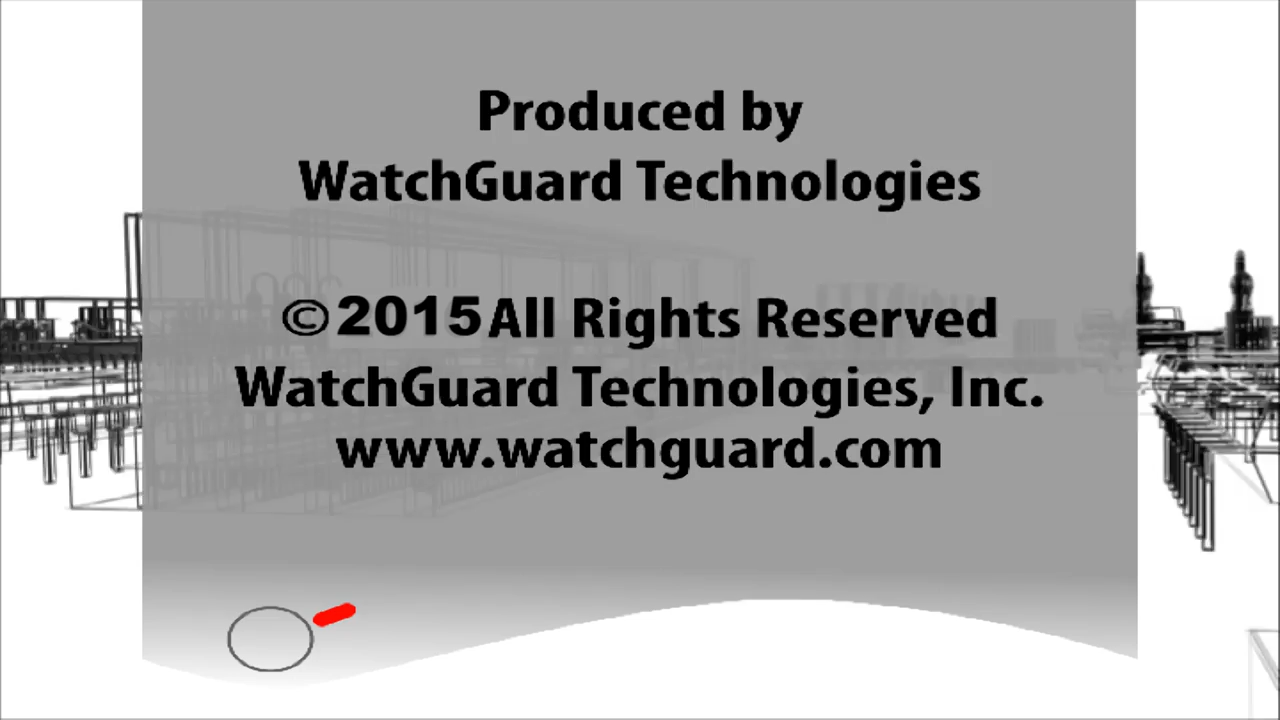 Produced by
WatchGuard Technologies
© 2015 All Rights Reserved
WatchGuard Technologies, Inc.
www.watchguard.com